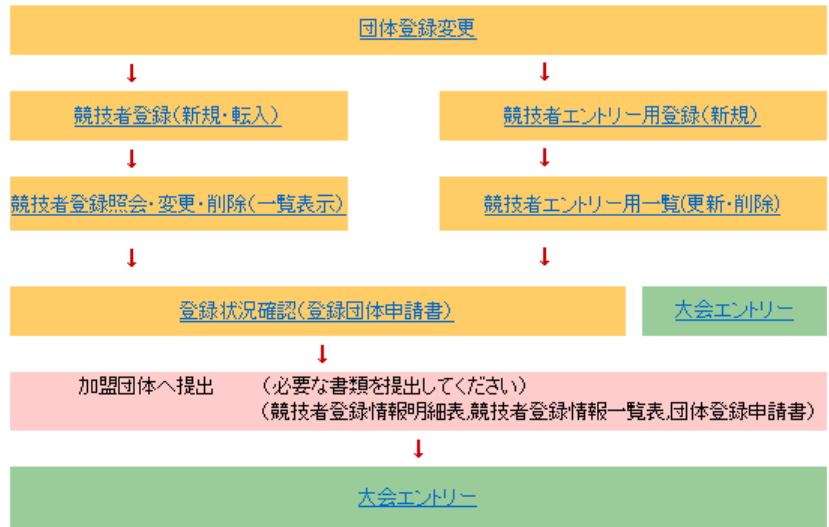 団体登録変更
↓ ↓
競技者登録(新規・転入) 競技者エントリー用登録(新規)
↓ ↓
競技者登録照会・変更・削除(一覧表示) 競技者エントリー用一覧(更新・削除)
↓ ↓
登録状況確認(登録団体申請書) 大会エントリー
↓
加盟団体へ提出 (必要な書類を提出してください)
(競技者登録情報明細表,競技者登録情報一覧表,団体登録申請書)
↓
大会エントリー